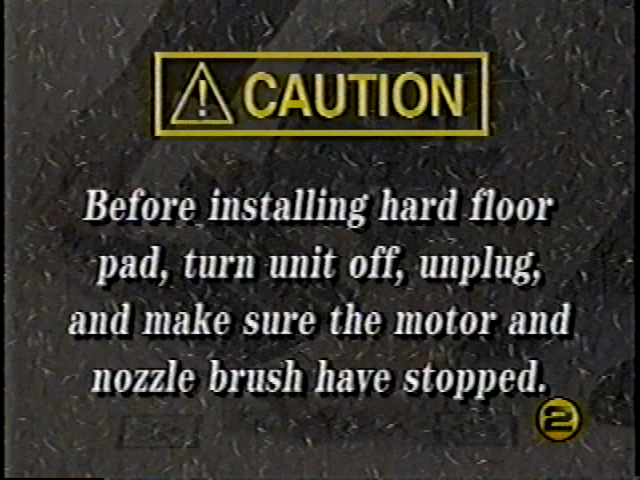 CAUTION
Before installing hard floor
pad, turn unit off, unplug,
and make sure the motor and
nozzle brush have stopped.
2